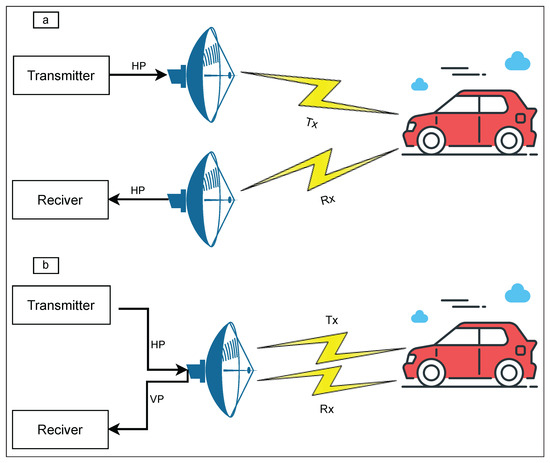 a
Transmitter
HP
Tx
Reciver
HP
Rx
b
Transmitter
HP
Tx
VP
Rx
Reciver